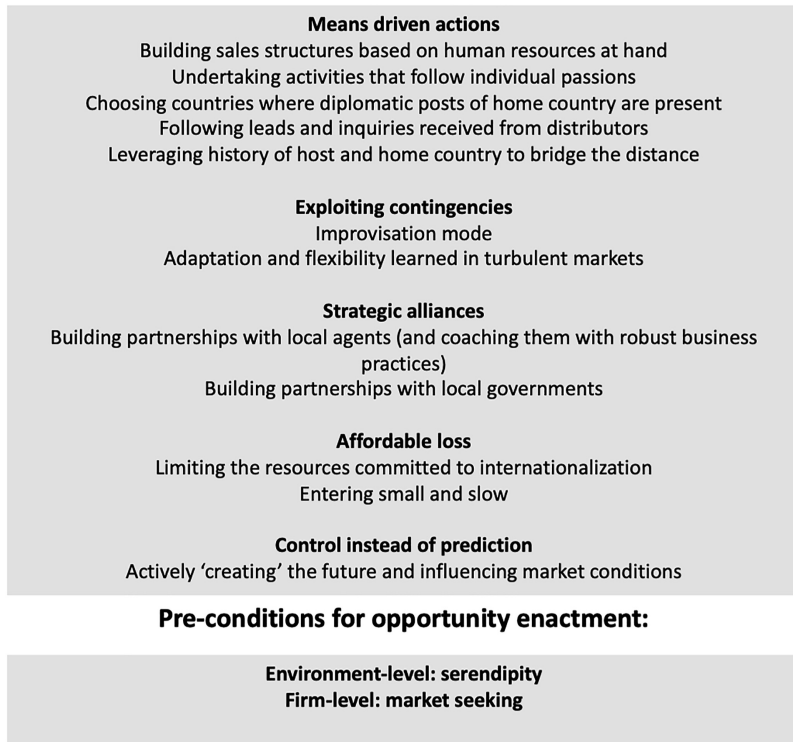 Means driven actions
Building sales structures based on human resources at hand
Undertaking activities that follow individual passions
Choosing countries where diplomatic posts of home country are present
Following leads and inquiries received from distributors
Leveraging history of host and home country to bridge the distance
Exploiting contingencies
Improvisation mode
Adaptation and flexibility learned in turbulent markets
Strategic alliances
Building partnerships with local agents (and coaching them with robust business
practices)
Building partnerships with local governments
Affordable loss
Limiting the resources committed to internationalization
Entering small and slow
Control instead of prediction
Actively ‘creating’ the future and influencing market conditions
Pre-conditions for opportunity enactment:
Environment-level: serendipity
Firm-level: market seeking